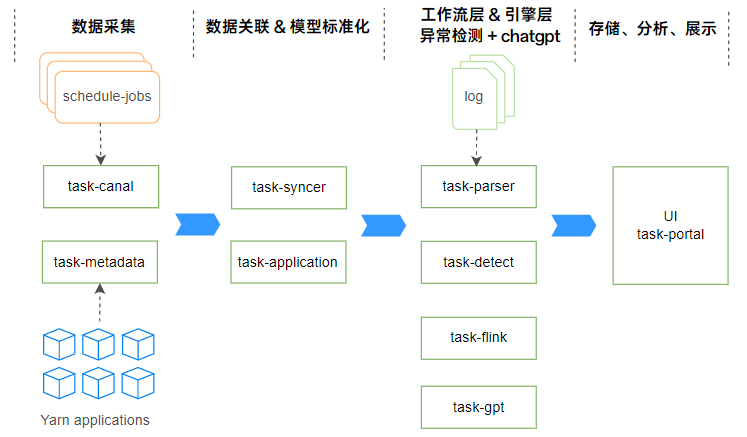 数据采集
数据关联 & 模型标准化
工作流层 & 引擎层
异常检测 + chatgpt
存储、分析、展示
schedule-jobs
log
task-canal
task-syncer
task-parser
UI
task-portal
task-metadata
task-application
task-detect
task-flink
task-gpt
Yarn applications